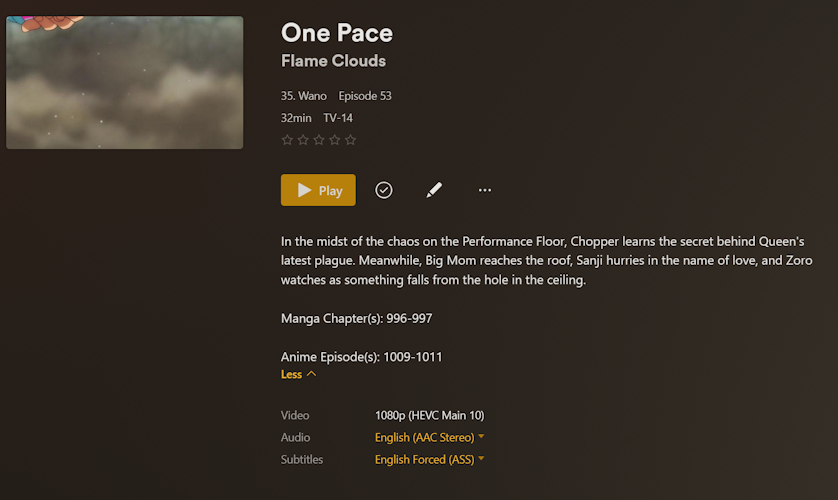 One Pace
Flame Clouds
35. Wano Episode 53
32min TV-14
Play
In the midst of the chaos on the Performance Floor, Chopper learns the secret behind Queen's
latest plague. Meanwhile, Big Mom reaches the roof, Sanji hurries in the name of love, and Zoro
watches as something falls from the hole in the ceiling.
Manga Chapter(s): 996-997
Anime Episode(s): 1009-1011
Less
Video 1080p (HEVC Main 10)
Audio English (AAC Stereo)
Subtitles English Forced (ASS)